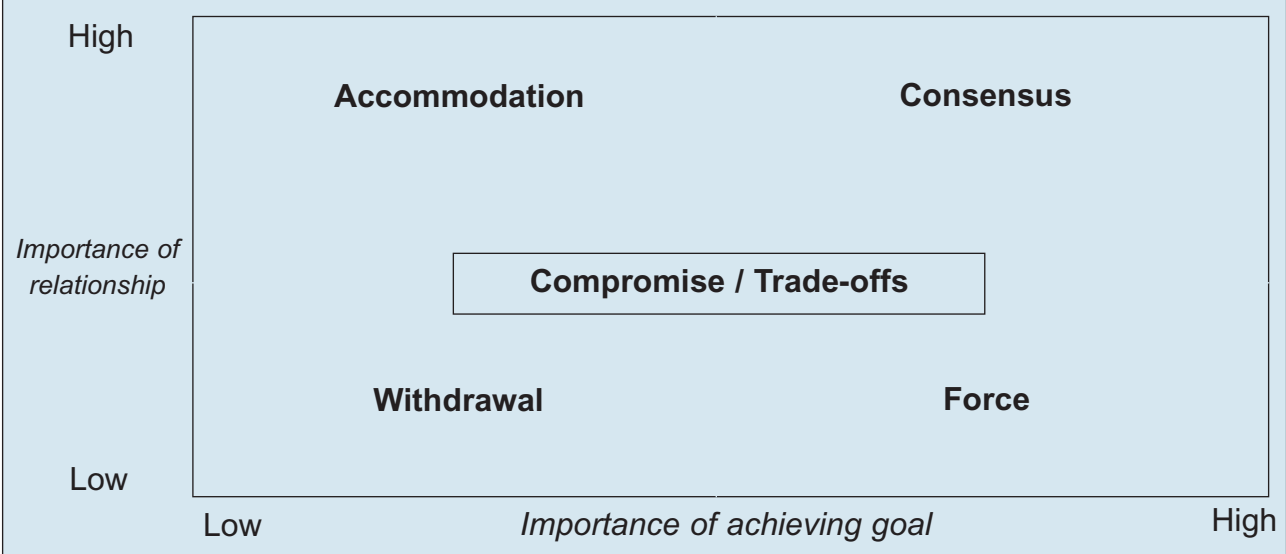 High
Accommodation Consensus
Importance of
relationship
Compromise / Trade-offs
Withdrawal Force
Low
Low Importance of achieving goal High